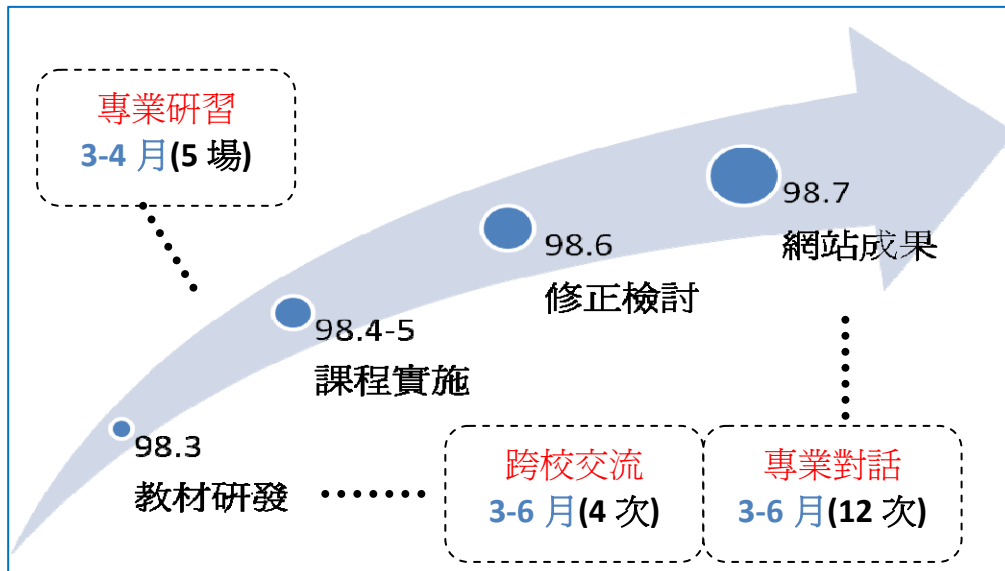 專業研習
3-4 月(5 場)
98.7
網站成果
98.6
修正檢討
98.4-5
課程實施
98.3
教材研發
跨校交流
3-6 月(4 次)
專業對話
3-6 月(12 次)